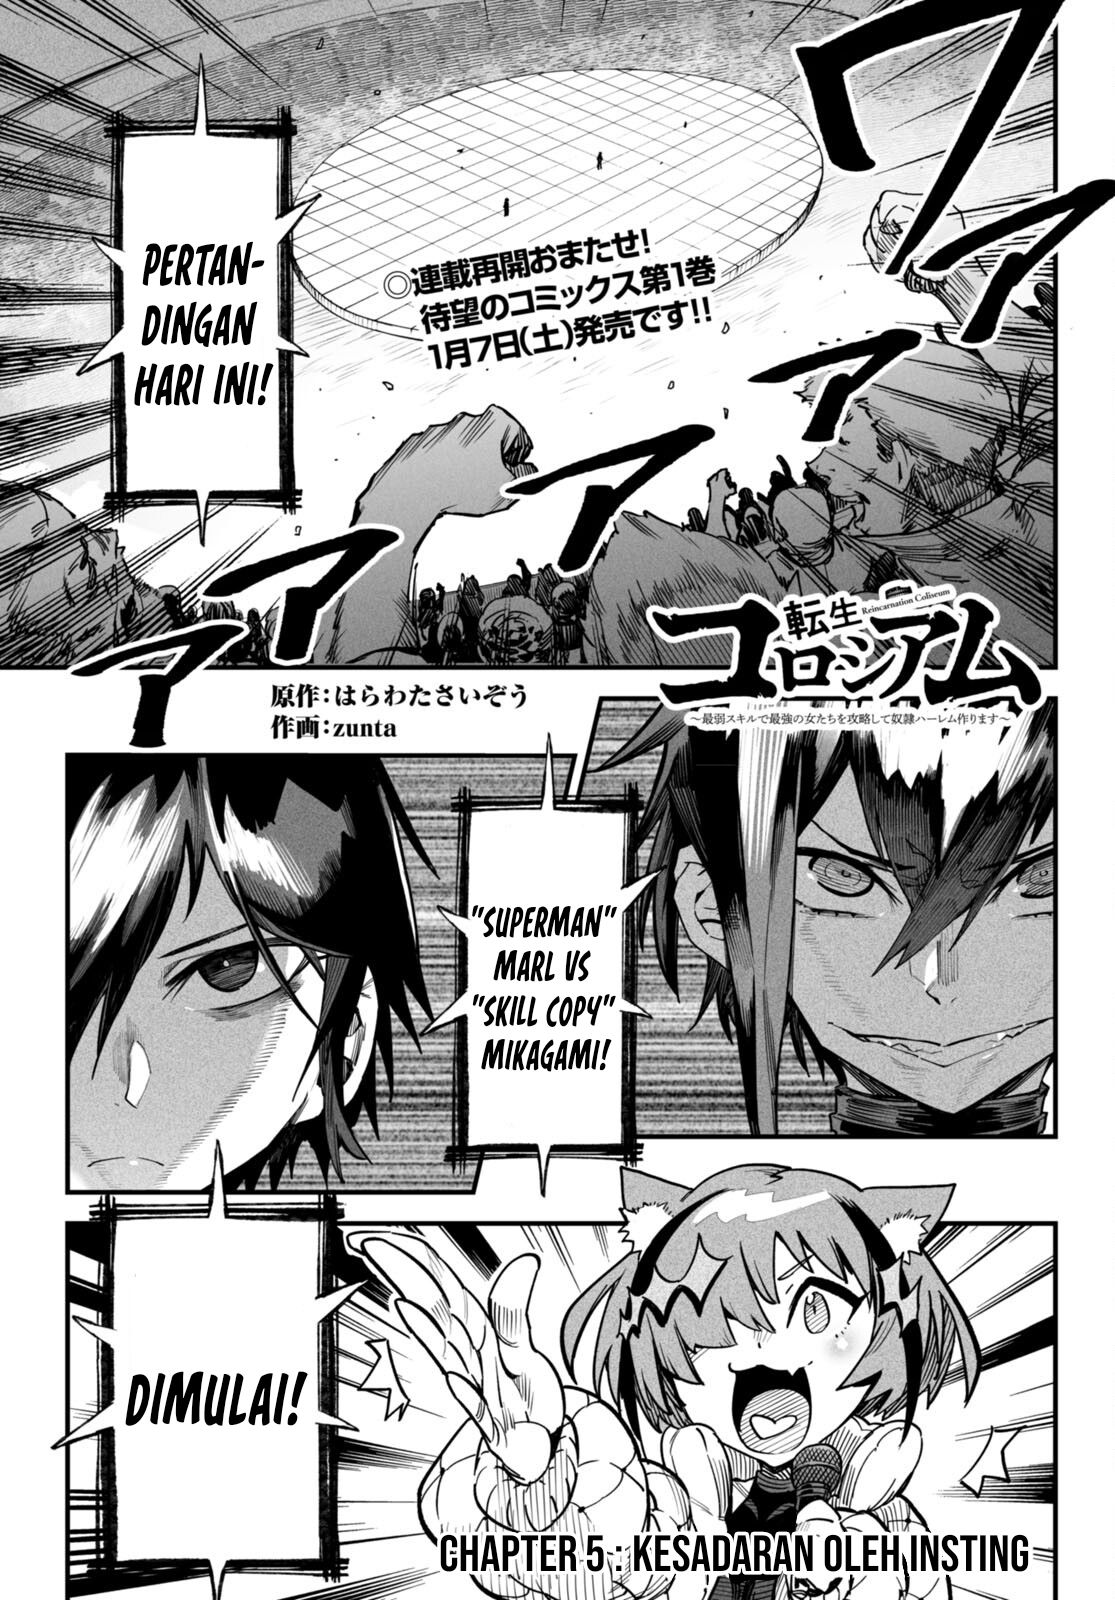 ワアアアア
PERTAN-
DINGAN
HARI INI!
◎連載再開おまたせ!
待望のコミックス第1巻
1月7日(土)発売です!!
転生
Reincarnation Coliseum
コロシアム
～最弱スキルで最強の女たちを攻略して奴隷ハーレム作ります～
原作:はらわたさいぞう
作画:zunta
"SUPERMAN"
MARL VS
"SKILL COPY"
MIKAGAMI!
DIMULAI!
CHAPTER 5 : KESADARAN OLEH INSTING